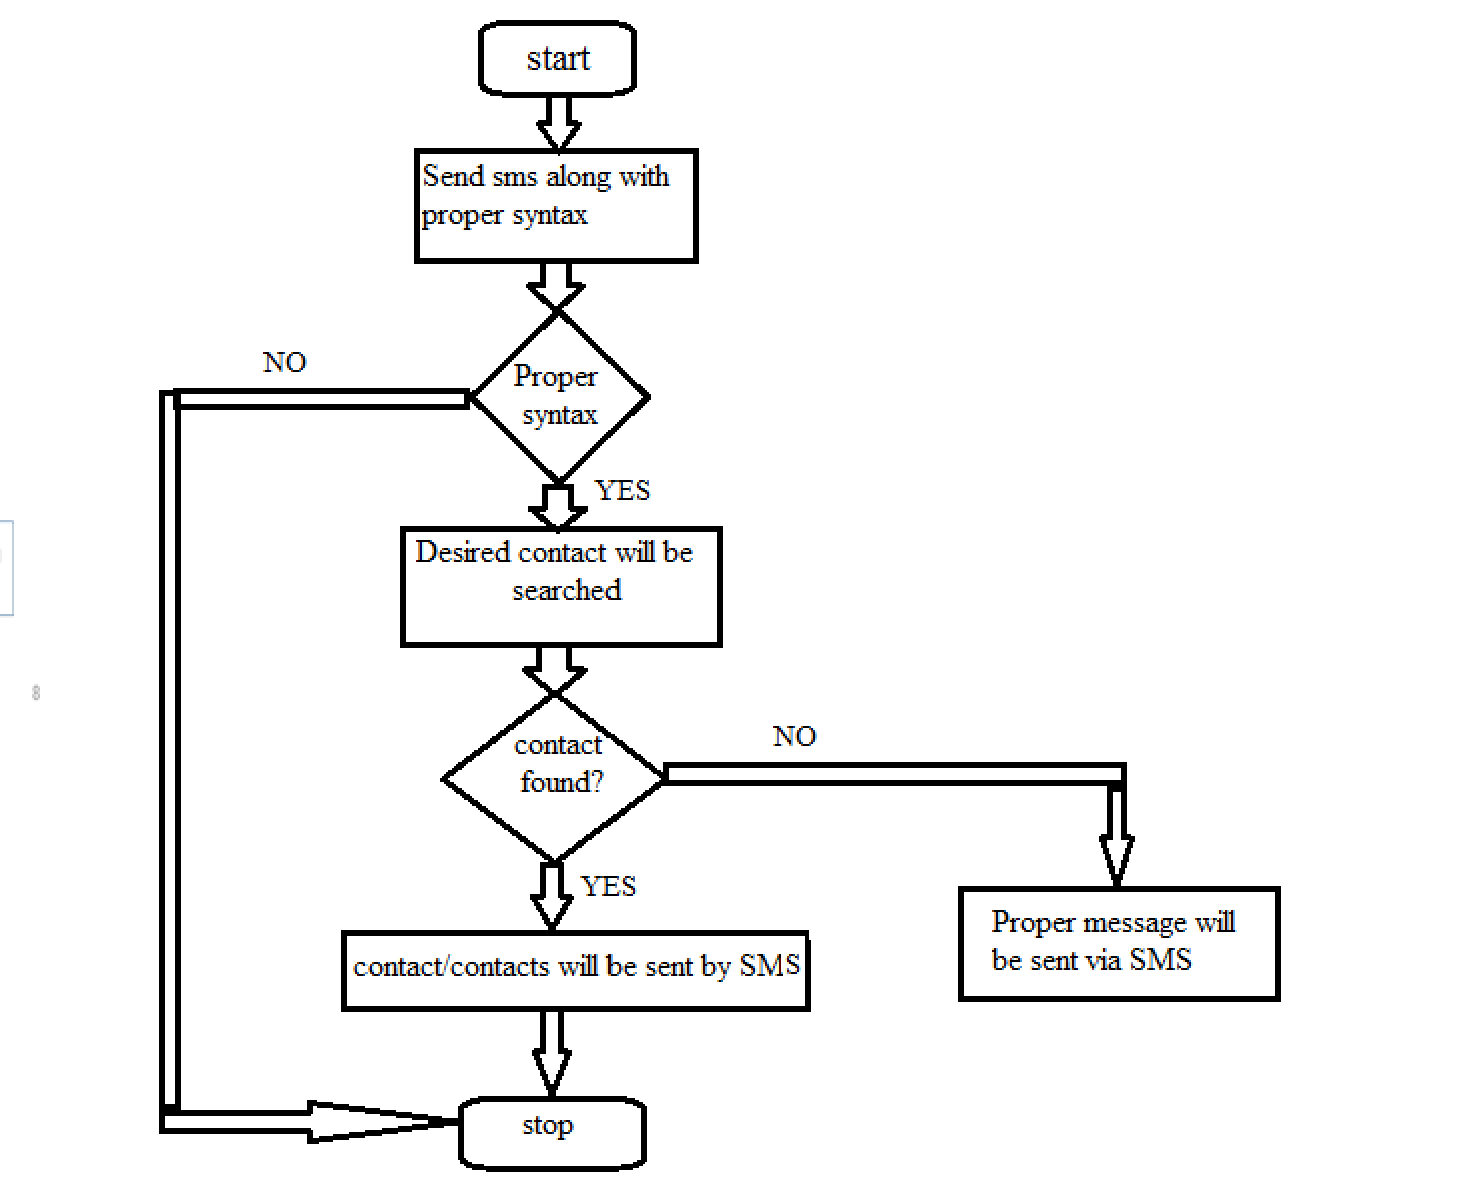 start
Send sms along with
proper syntax
NO
Proper
syntax
YES
Desired contact will be
searched
contact
found?
NO
YES
contact/contacts will be sent by SMS
Proper message will
be sent via SMS
stop
8